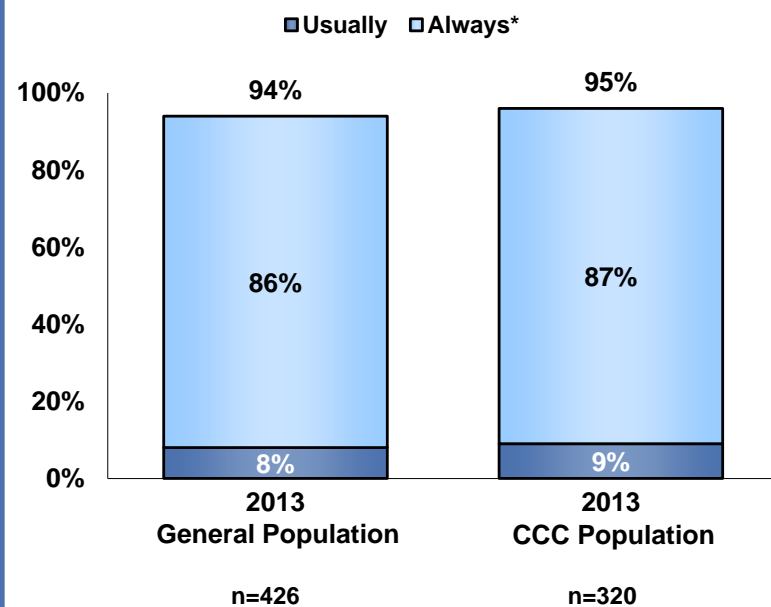 Usually Always*
100%
80%
60%
40%
20%
0%
94%
95%
86%
87%
8%
9%
2013
General Population
2013
CCC Population
n=426
n=320